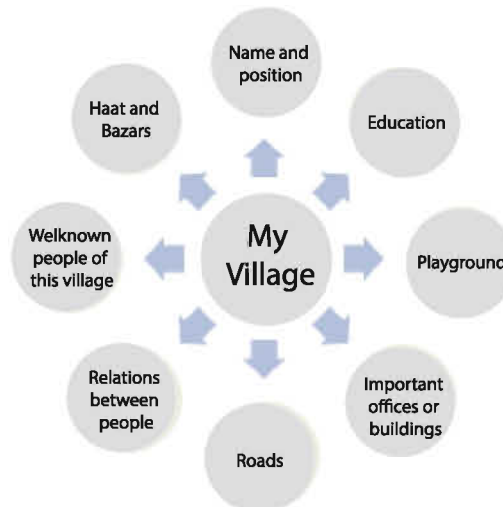 Name and
position
Education
Playground
Important
offices or
buildings
Roads
Relations
between
people
Welknown
people of
this village
Haat and
Bazars
My
Village